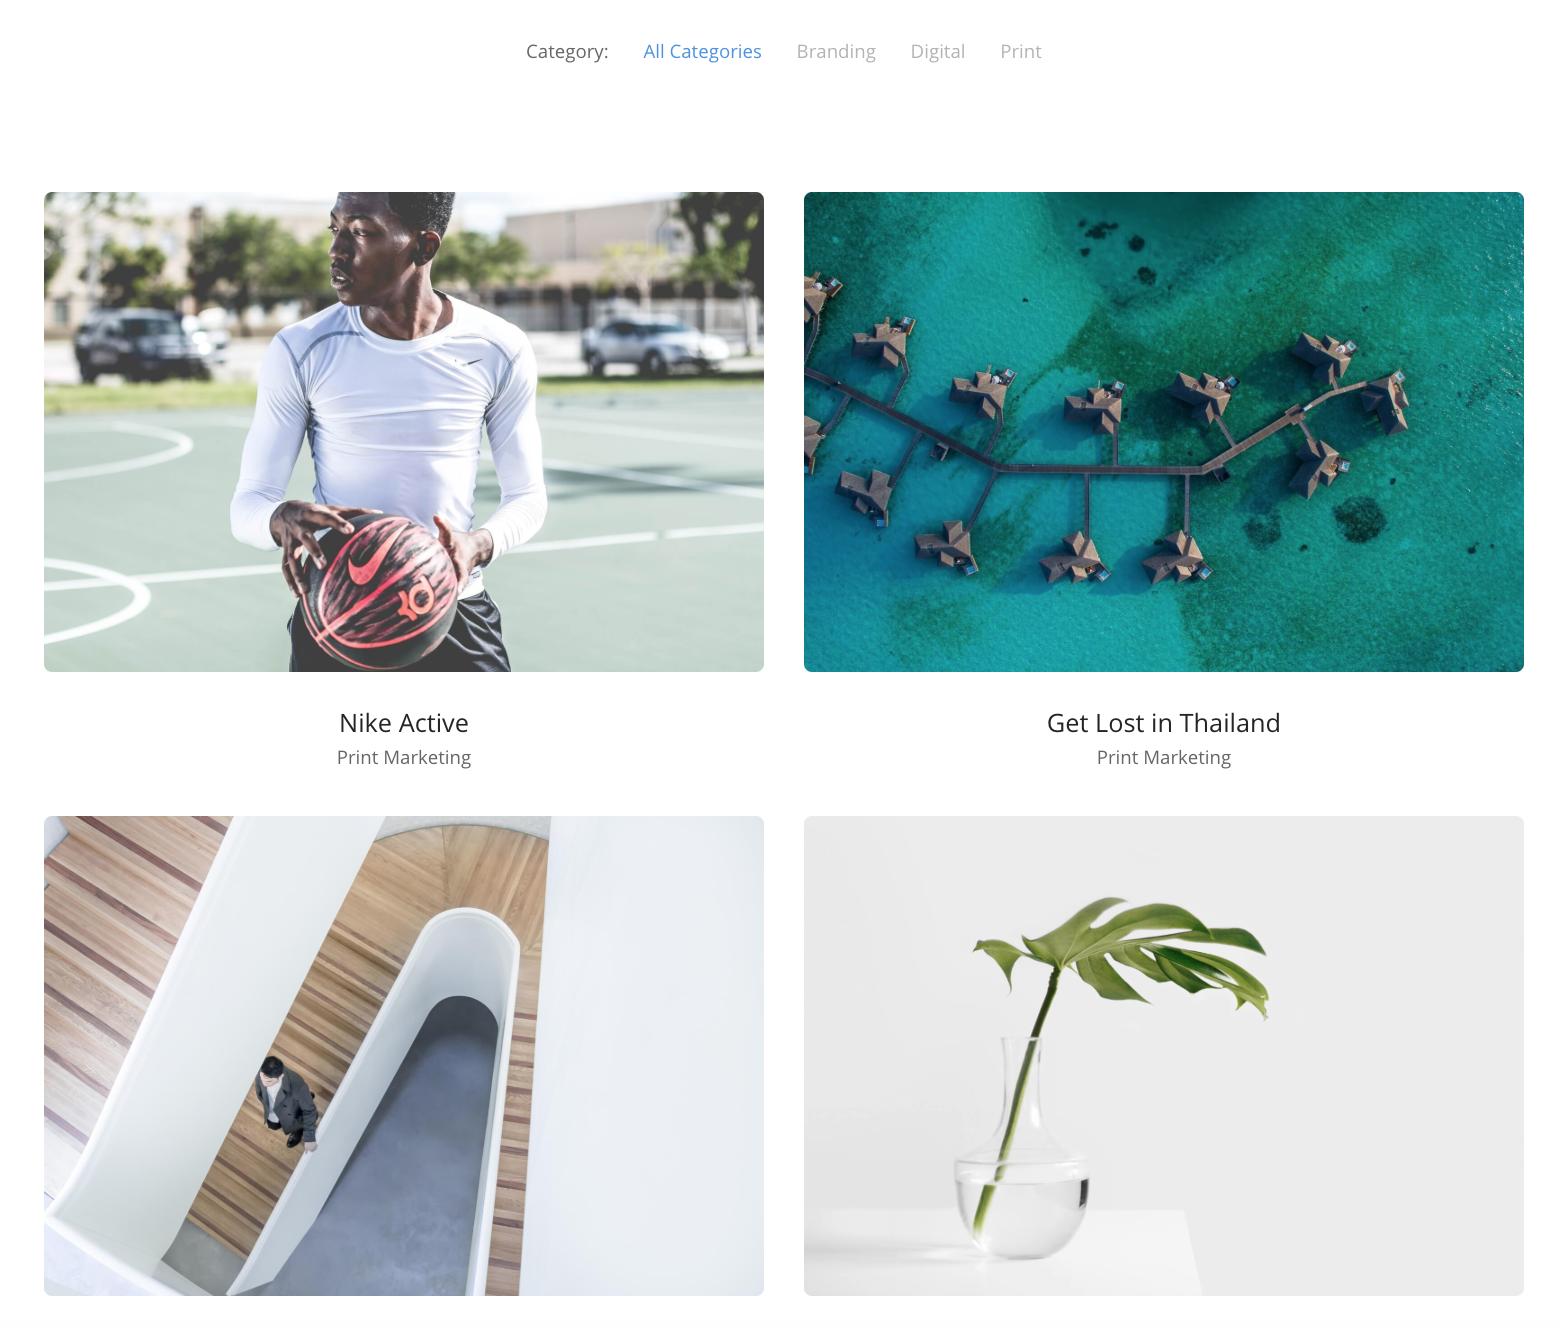 Category: All Categories Branding Digital Print
Nike Active
Print Marketing
Get Lost in Thailand
Print Marketing